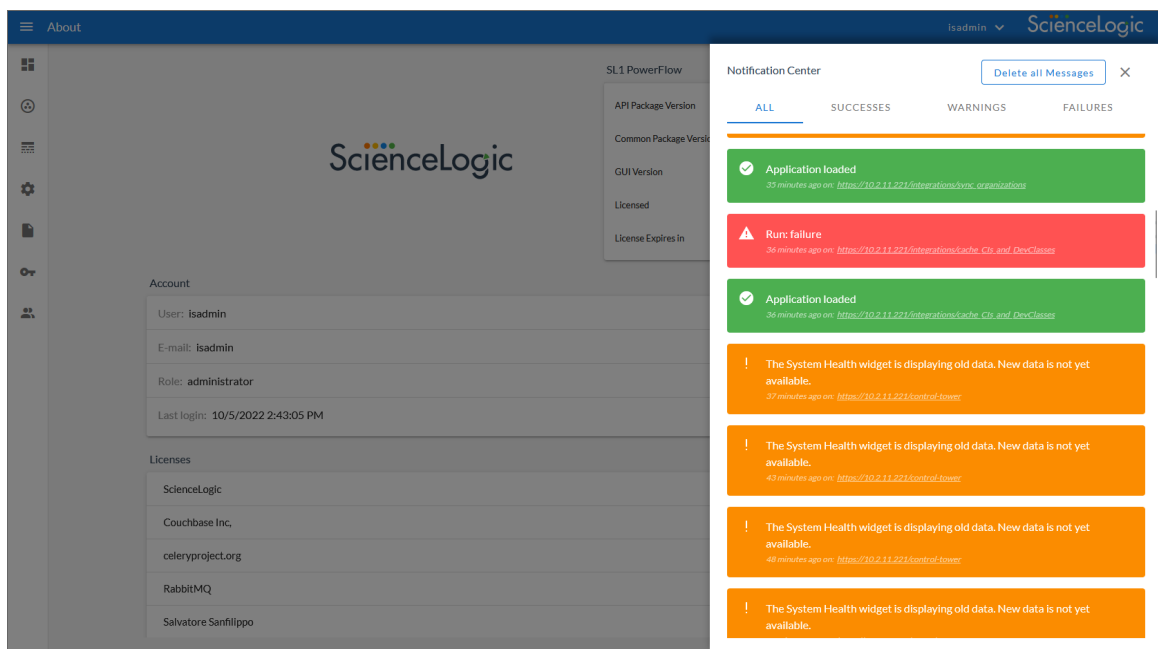 About
isadmin
ScienceLogic
SL1 PowerFlow
API Package Version
Common Package
GUI Version
Licensed
License Expires in
ScienceLogic
Account
User: isadmin
E-mail: isadmin
Role: administrator
Last login: 10/5/2022 2:43:05 PM
Licenses
ScienceLogic
Couchbase Inc,
celeryproject.org
RabbitMQ
Salvatore Sanfilippo
Notification Center
Delete all Messages
ALL SUCCESSES WARNINGS FAILURES
Application loaded
35 minutes ago on: https://10.2.11.221/integrations/sync_organizations
Run: failure
36 minutes ago on: https://10.2.11.221/integrations/cache_CIs_and_DevClasses
Application loaded
36 minutes ago on: https://10.2.11.221/integrations/cache_CIs_and_DevClasses
The System Health widget is displaying old data. New data is not yet
available.
37 minutes ago on: https://10.2.11.221/control-tower
The System Health widget is displaying old data. New data is not yet
available.
43 minutes ago on: https://10.2.11.221/control-tower
The System Health widget is displaying old data. New data is not yet
available.
48 minutes ago on: https://10.2.11.221/control-tower
The System Health widget is displaying old data. New data is not yet
available.